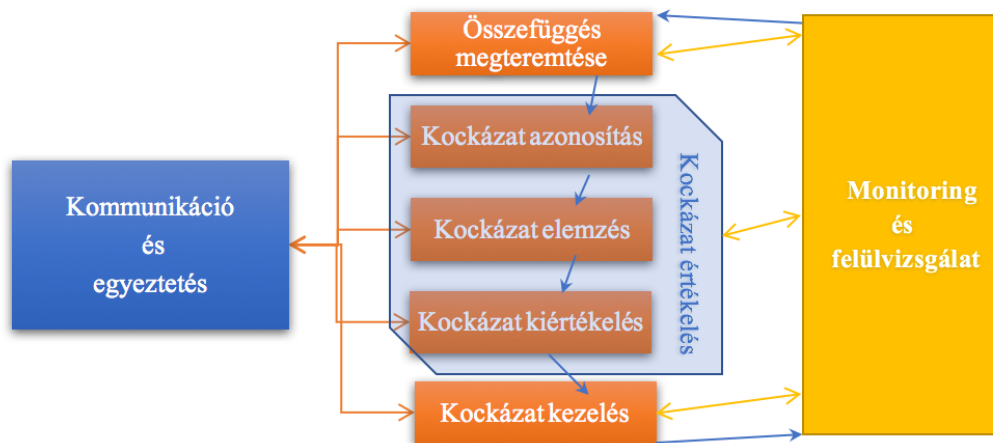 Összefüggés
megteremtése
Kockázat azonosítás
Kockázat elemzés
Kockázat kiértékelés
Kockázat értékelés
Kockázat kezelés
Kommunikáció
és
egyeztetés
Monitoring
és
felülvizsgálat